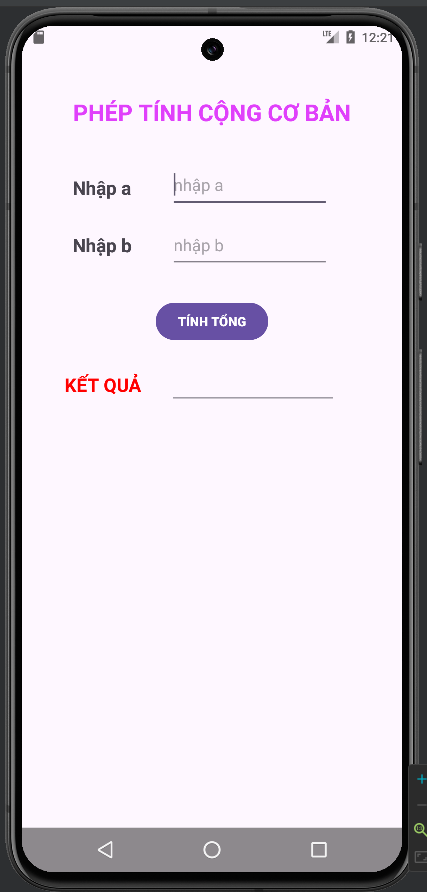 LTE 12:21
PHÉP TÍNH CỘNG CƠ BẢN
Nhập a nhập a
Nhập b nhập b
TÍNH TỔNG
KẾT QUẢ